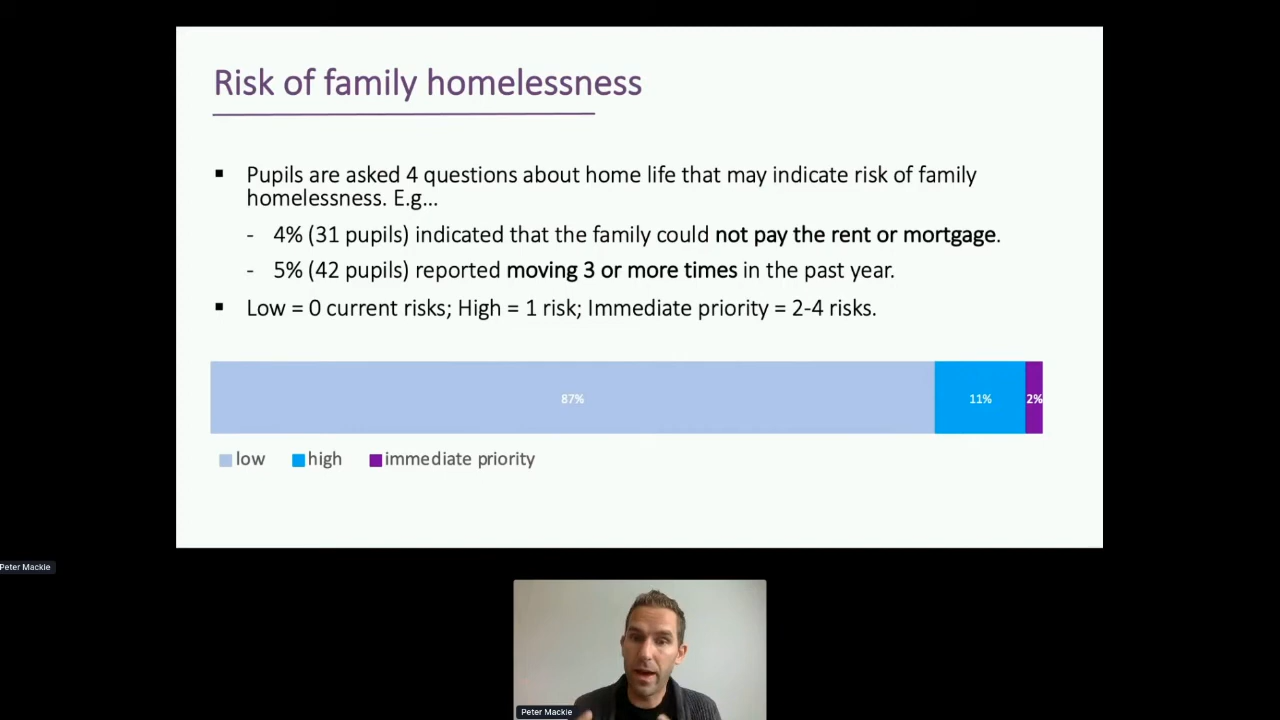 Risk of family homelessness
▪ Pupils are asked 4 questions about home life that may indicate risk of family
homelessness. E.g...
- 4% (31 pupils) indicated that the family could not pay the rent or mortgage.
- 5% (42 pupils) reported moving 3 or more times in the past year.
▪ Low = 0 current risks; High = 1 risk; Immediate priority = 2-4 risks.
87% 11% 2%
low high immediate priority
Peter Mackie
Peter Mackie